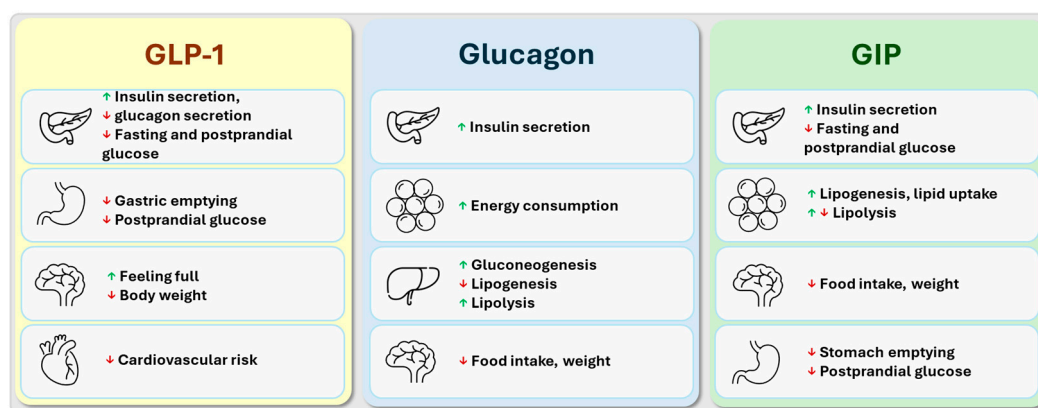 GLP-1
↑ Insulin secretion,
↓ glucagon secretion
↓ Fasting and postprandial
glucose
↓ Gastric emptying
↓ Postprandial glucose
↑ Feeling full
↓ Body weight
↓ Cardiovascular risk
Glucagon
↑ Insulin secretion
↑ Energy consumption
↑ Gluconeogenesis
↓ Lipogenesis
↑ Lipolysis
↓ Food intake, weight
GIP
↑ Insulin secretion
↓ Fasting and
postprandial glucose
↑ Lipogenesis, lipid uptake
↑ ↓ Lipolysis
↓ Food intake, weight
↓ Stomach emptying
↓ Postprandial glucose